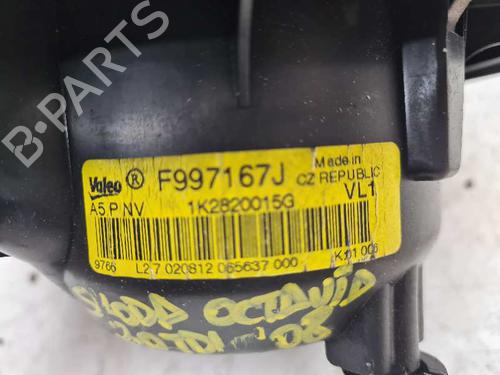 B-PARTS
Valeo® F997167J Made in
CZ REPUBLIC
A5 P NV 1K2820015G VL1
9766 L2,7 020812 065637 000 K01 006
SKODA OCTAVIA
2.0 TDI - 08